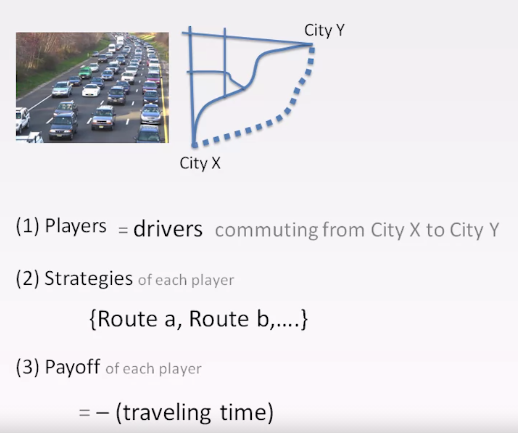 City Y
City X
(1) Players = drivers commuting from City X to City Y
(2) Strategies of each player
{Route a, Route b,....}
(3) Payoff of each player
= – (traveling time)